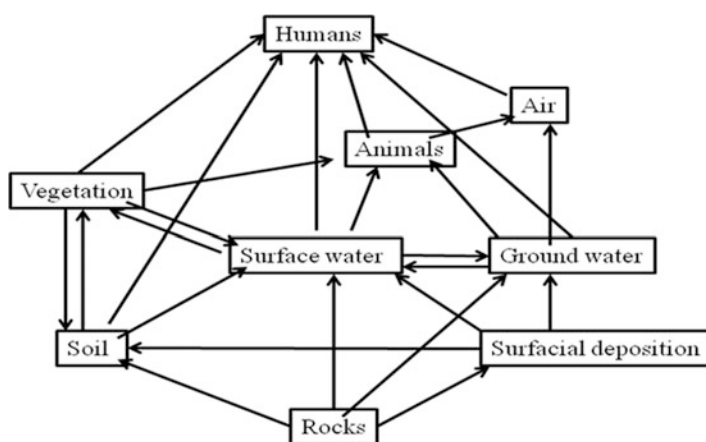 Humans
Air
Animals
Vegetation
Surface water
Ground water
Soil
Surfacial deposition
Rocks